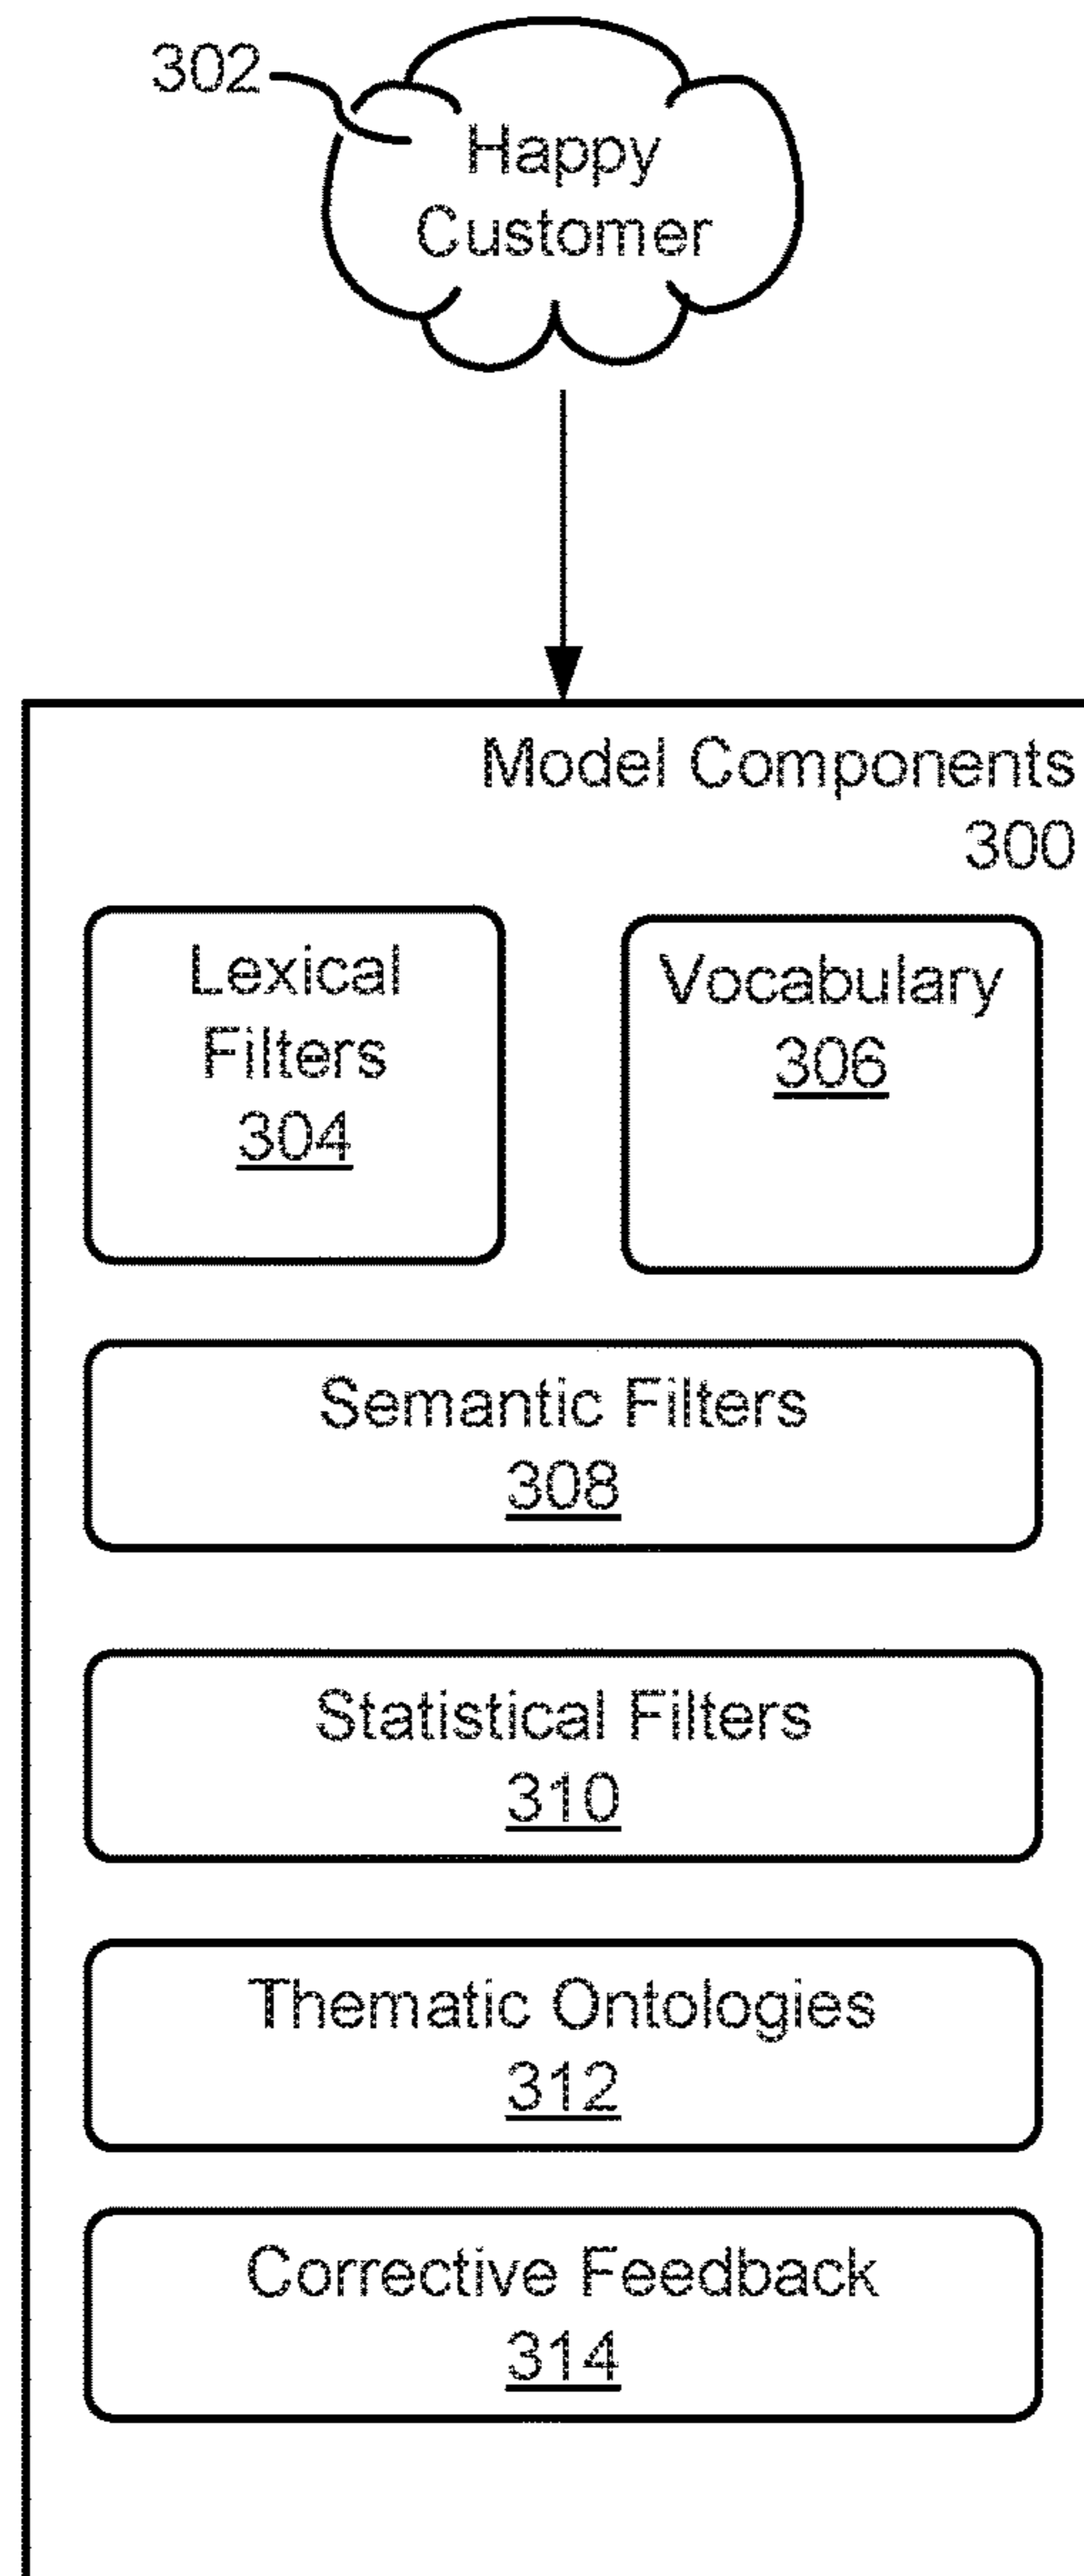 302
Happy
Customer
Model Components
300
Lexical
Filters
304
Vocabulary
306
Semantic Filters
308
Statistical Filters
310
Thematic Ontologies
312
Corrective Feedback
314